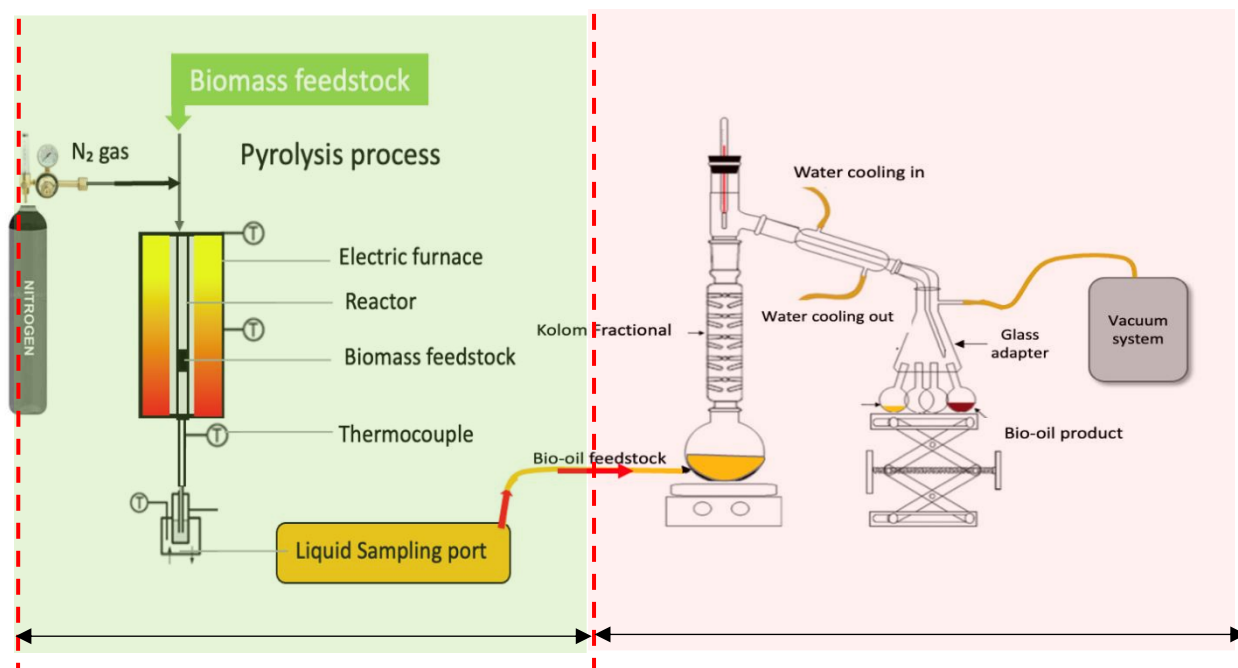 Biomass feedstock
N₂ gas
Pyrolysis process
NITROGEN
T
Electric furnace
Reactor
T
Biomass feedstock
T
Thermocouple
T
Liquid Sampling port
Bio-oil feedstock
Water cooling in
Water cooling out
Kolom Fractional
Glass
adapter
Vacuum
system
Bio-oil product